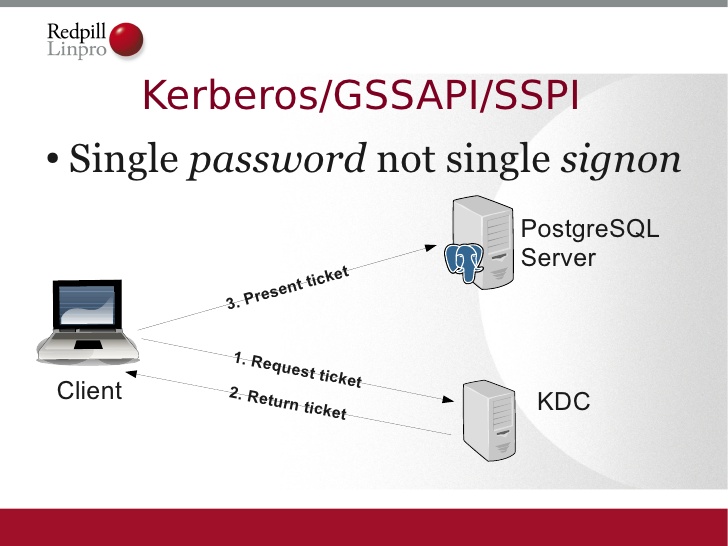 Redpill
Linpro
Kerberos/GSSAPI/SSPI
• Single password not single signon
PostgreSQL
Server
3. Present ticket
1. Request ticket
2. Return ticket
Client
KDC